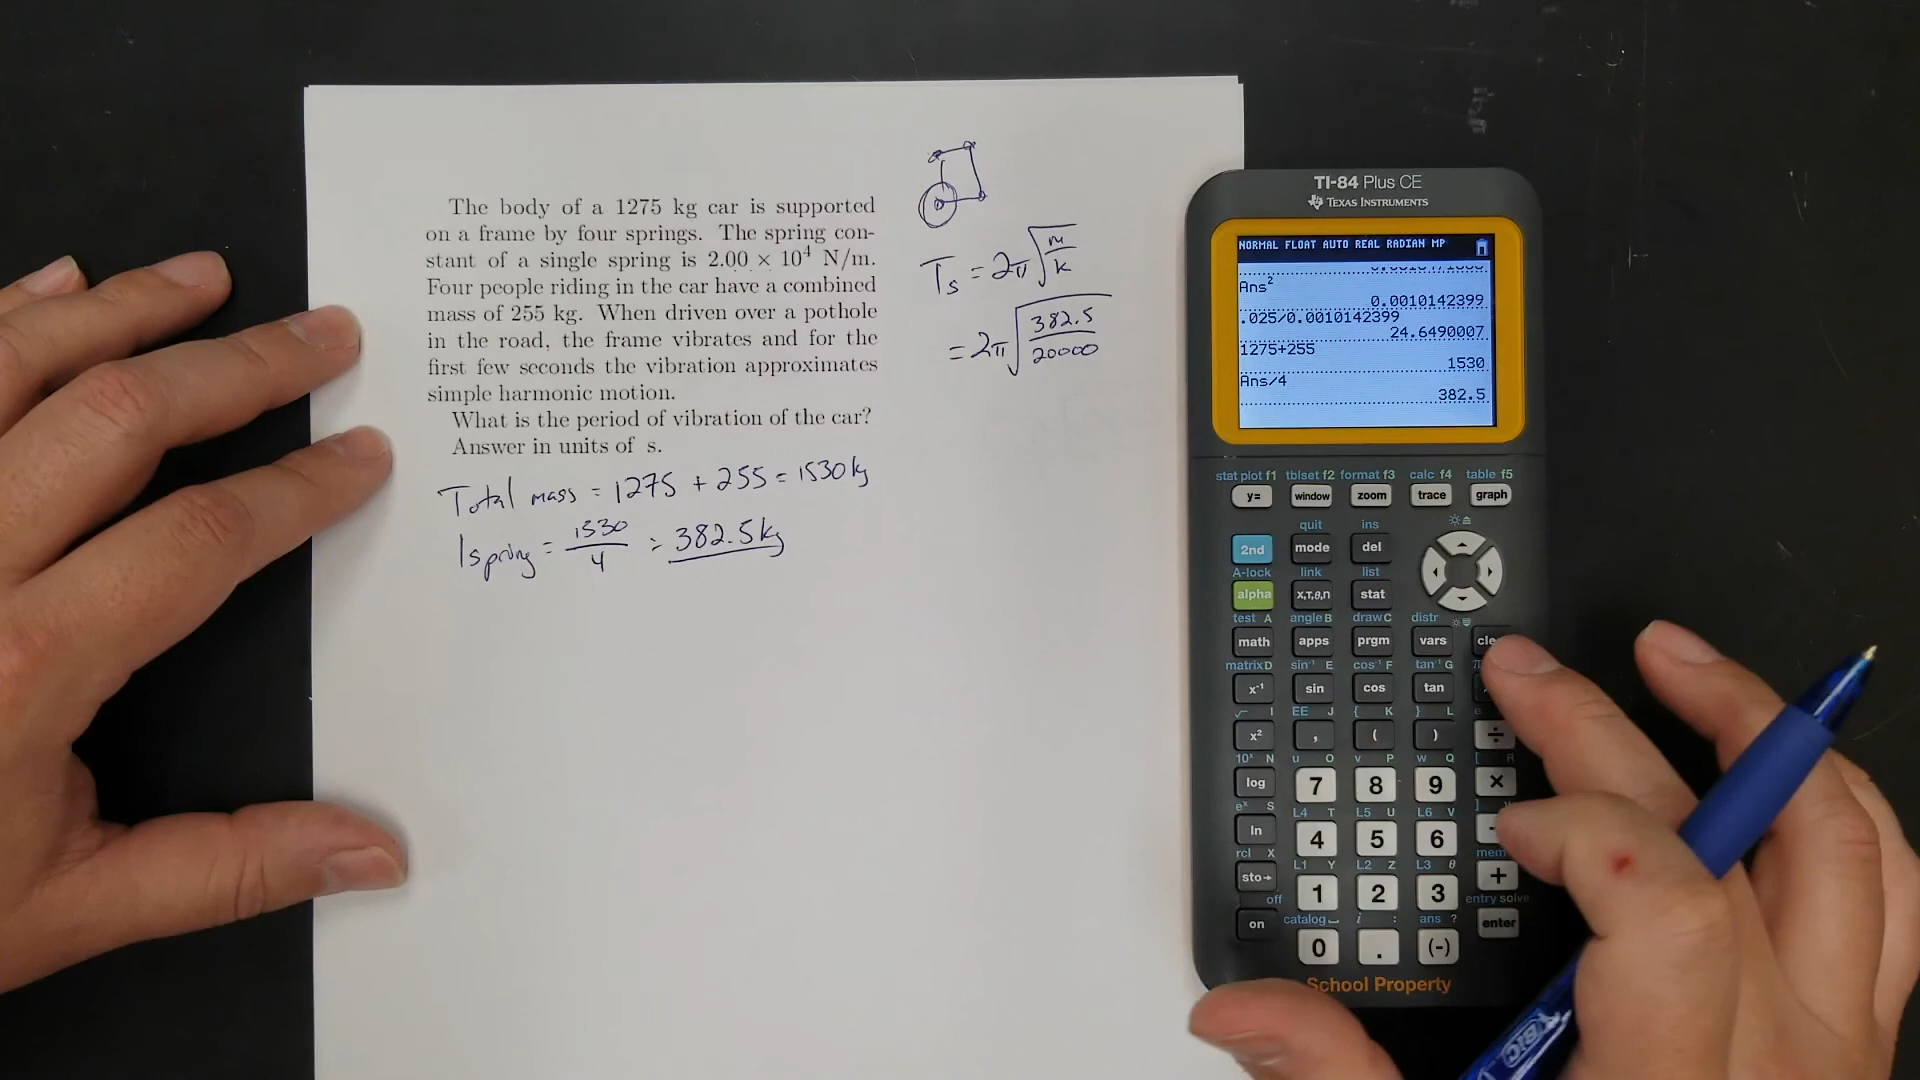 The body of a 1275 kg car is supported
on a frame by four springs. The spring con-
stant of a single spring is 2.00 × 10⁴ N/m.
Four people riding in the car have a combined
mass of 255 kg. When driven over a pothole
in the road, the frame vibrates and for the
first few seconds the vibration approximates
simple harmonic motion.
What is the period of vibration of the car?
Answer in units of s.
Total mass = 1275 + 255 = 1530 kg
1 spring = 1530/4 = 382.5 kg
Tₛ = 2π√(m/k)
= 2π√(382.5/20000)
TI-84 Plus CE
TEXAS INSTRUMENTS
NORMAL FLOAT AUTO REAL RADIAN MP
Ans²
0.0010142399
.025/0.0010142399
24.6490007
1275+255
1530
Ans/4
382.5
stat plot f1 tblset f2 format f3 calc f4 table f5
y= window zoom trace graph
quit ins
2nd mode del
A-lock link list
alpha X,T,θ,n stat
test A angle B draw C distr
math apps prgm vars cle
matrix D sin⁻¹ E cos⁻¹ F tan⁻¹ G π
x⁻¹ sin cos tan
√ I EE J { K } L e
x² , ( ) ÷
10ˣ N u O v P w Q [ R
log 7 8 9 ×
eˣ S L4 T L5 U L6 V ]
ln 4 5 6 -
rcl X L1 Y L2 Z L3 θ mem
sto→ 1 2 3 +
off catalog i : ans ? entry solve
on 0 . (-) enter
School Property
BIC